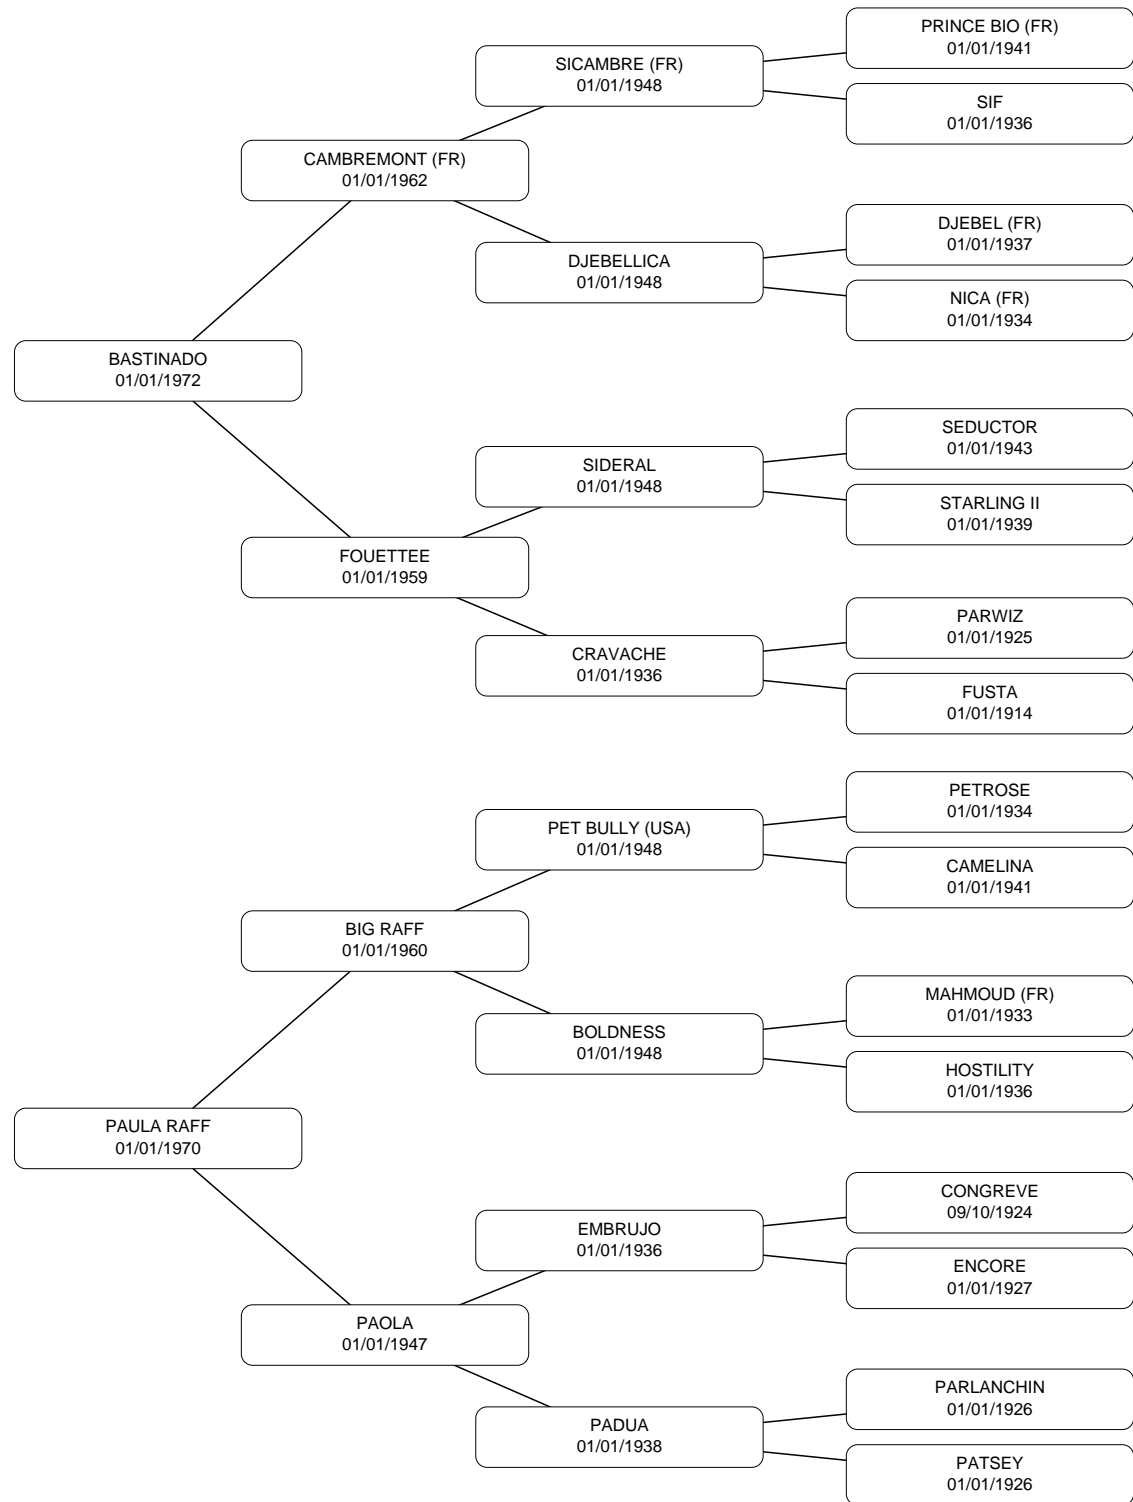 PRINCE BIO (FR)
01/01/1941
SICAMBRE (FR)
01/01/1948
SIF
01/01/1936
CAMBREMONT (FR)
01/01/1962
DJEBEL (FR)
01/01/1937
DJEBELLICA
01/01/1948
NICA (FR)
01/01/1934
BASTINADO
01/01/1972
SEDUCTOR
01/01/1943
SIDERAL
01/01/1948
STARLING II
01/01/1939
FOUETTEE
01/01/1959
PARWIZ
01/01/1925
CRAVACHE
01/01/1936
FUSTA
01/01/1914
PETROSE
01/01/1934
PET BULLY (USA)
01/01/1948
CAMELINA
01/01/1941
BIG RAFF
01/01/1960
MAHMOUD (FR)
01/01/1933
BOLDNESS
01/01/1948
HOSTILITY
01/01/1936
PAULA RAFF
01/01/1970
CONGREVE
09/10/1924
EMBRUJO
01/01/1936
ENCORE
01/01/1927
PAOLA
01/01/1947
PARLANCHIN
01/01/1926
PADUA
01/01/1938
PATSEY
01/01/1926